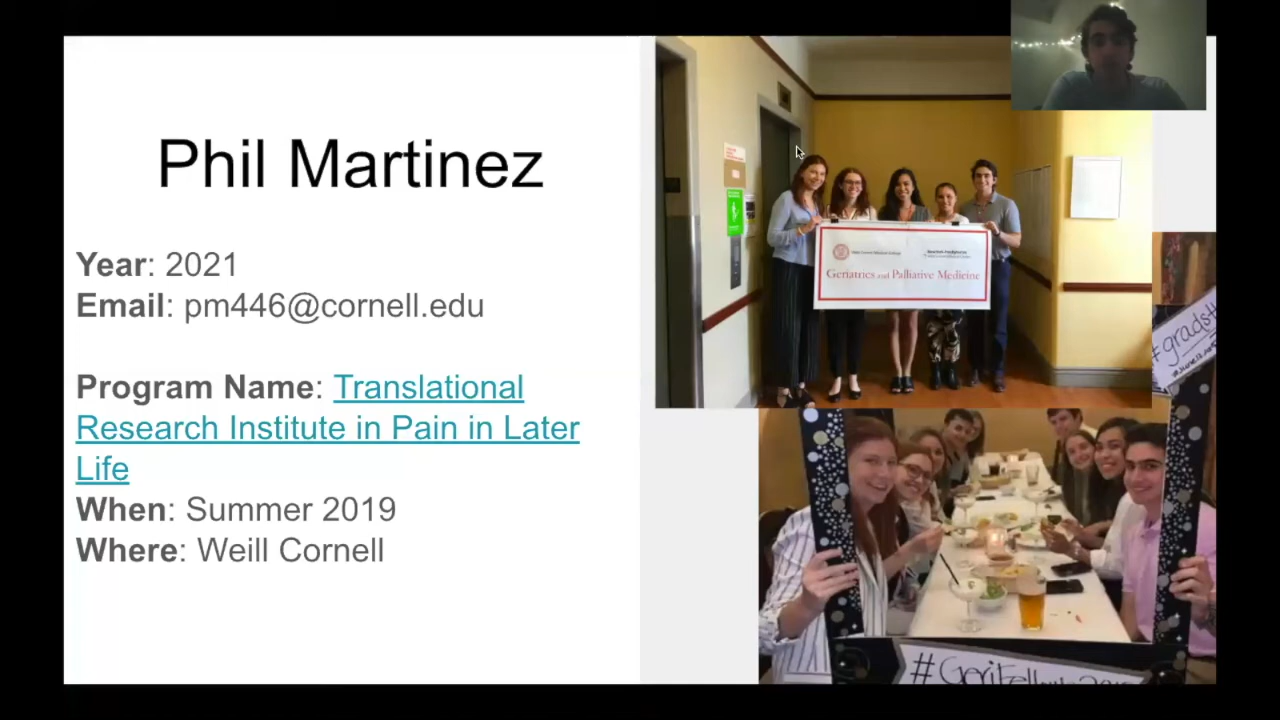 Phil Martinez
Year: 2021
Email: pm446@cornell.edu
Program Name: Translational
Research Institute in Pain in Later
Life
When: Summer 2019
Where: Weill Cornell
Geriatrics and Palliative Medicine
#grads